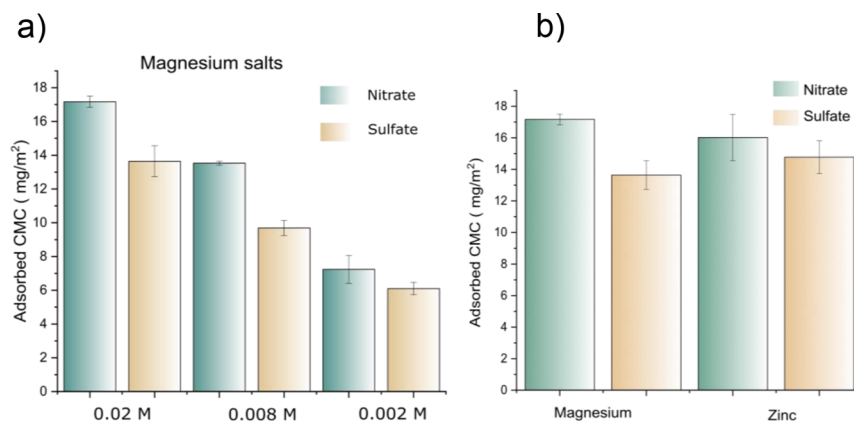 a)
Magnesium salts
Nitrate
Sulfate
Adsorbed CMC ( mg/m²)
18
16
14
12
10
8
6
4
2
0
0.02 M
0.008 M
0.002 M
b)
Nitrate
Sulfate
Adsorbed CMC ( mg/m²)
18
16
14
12
10
8
6
4
2
0
Magnesium
Zinc